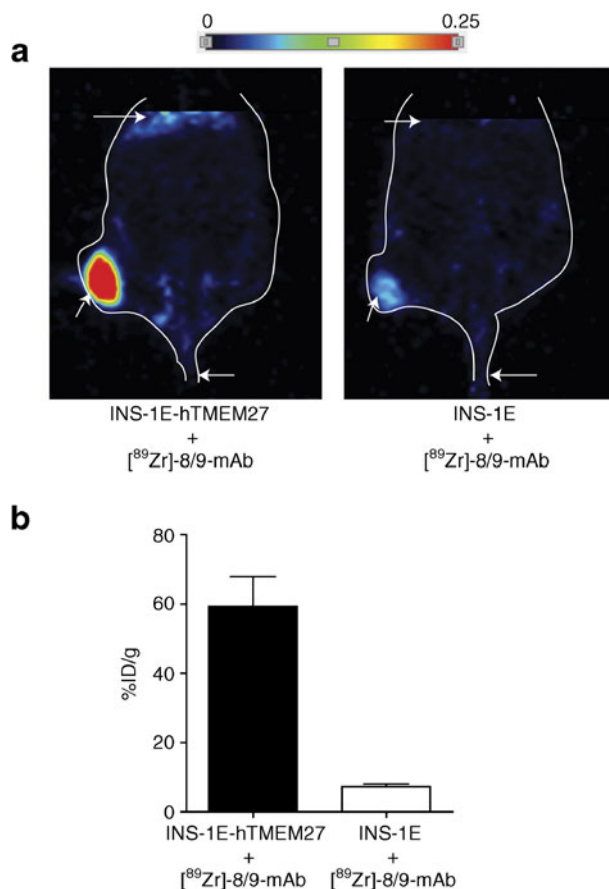 0 0.25
a
INS-1E-hTMEM27 INS-1E
+ +
[⁸⁹Zr]-8/9-mAb [⁸⁹Zr]-8/9-mAb
b
80
60
40
20
0
%ID/g
INS-1E-hTMEM27 INS-1E
+ +
[⁸⁹Zr]-8/9-mAb [⁸⁹Zr]-8/9-mAb